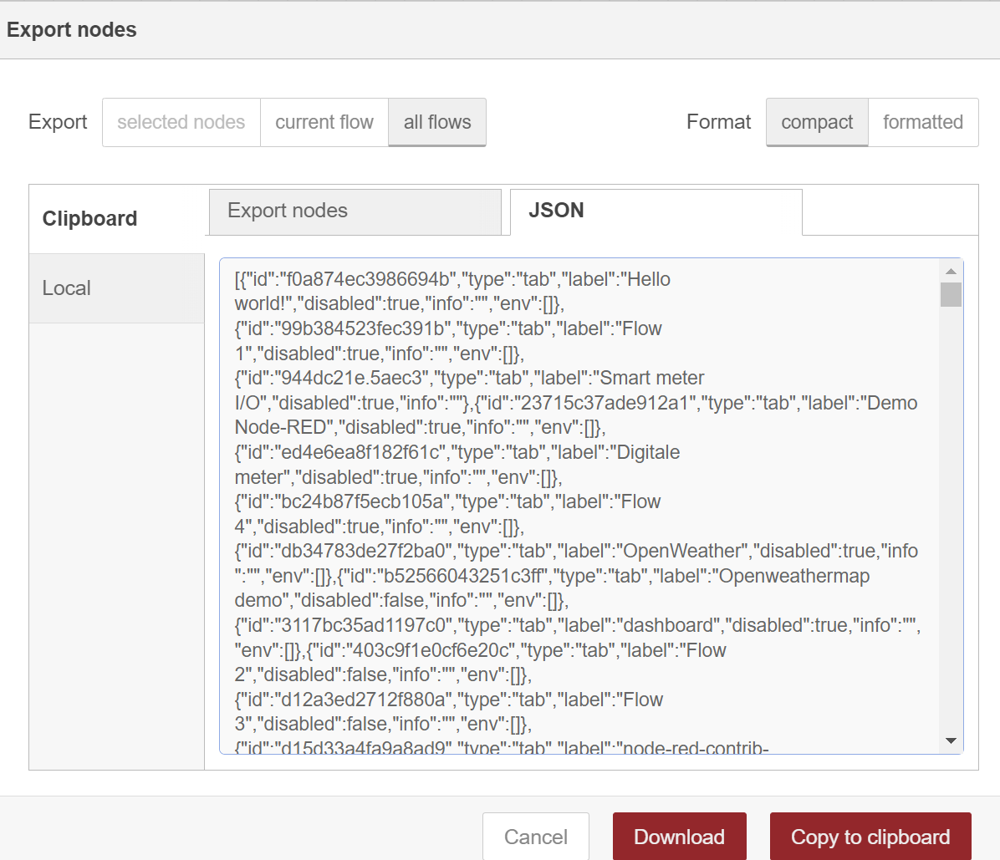 Export nodes
Export selected nodes current flow all flows Format compact formatted
Clipboard
Local
Export nodes JSON
[{"id":"f0a874ec3986694b","type":"tab","label":"Hello
world!","disabled":true,"info":"","env":[]},
{"id":"99b384523fec391b","type":"tab","label":"Flow
1","disabled":true,"info":"","env":[]},
{"id":"944dc21e.5aec3","type":"tab","label":"Smart meter
I/O","disabled":true,"info":""},{"id":"23715c37ade912a1","type":"tab","label":"Demo
Node-RED","disabled":true,"info":"","env":[]},
{"id":"ed4e6ea8f182f61c","type":"tab","label":"Digitale
meter","disabled":true,"info":"","env":[]},
{"id":"bc24b87f5ecb105a","type":"tab","label":"Flow
4","disabled":true,"info":"","env":[]},
{"id":"db34783de27f2ba0","type":"tab","label":"OpenWeather","disabled":true,"info
":"","env":[]},{"id":"b52566043251c3ff","type":"tab","label":"Openweathermap
demo","disabled":false,"info":"","env":[]},
{"id":"3117bc35ad1197c0","type":"tab","label":"dashboard","disabled":true,"info":"",
"env":[]},{"id":"403c9f1e0cf6e20c","type":"tab","label":"Flow
2","disabled":false,"info":"","env":[]},
{"id":"d12a3ed2712f880a","type":"tab","label":"Flow
3","disabled":false,"info":"","env":[]},
{"id":"d15d33a4fa9a8ad9","type":"tab","label":"node-red-contrib-
Cancel Download Copy to clipboard